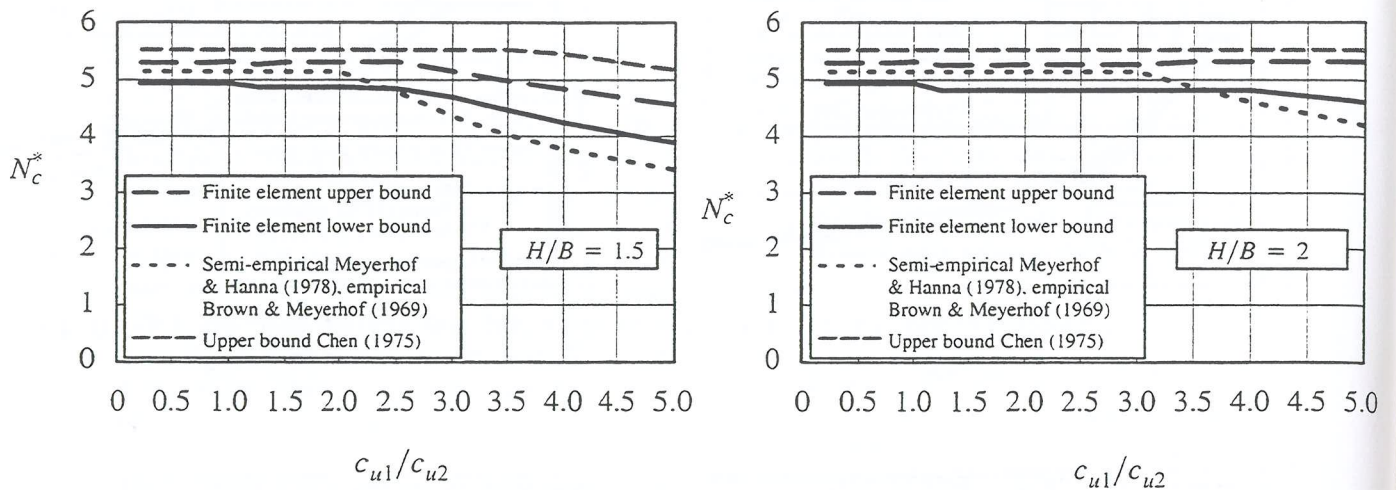 6
5
4
3
2
1
0
N*c
Finite element upper bound
Finite element lower bound
Semi-empirical Meyerhof
& Hanna (1978), empirical
Brown & Meyerhof (1969)
Upper bound Chen (1975)
H/B = 1.5
0 0.5 1.0 1.5 2.0 2.5 3.0 3.5 4.0 4.5 5.0
cu1/cu2
6
5
4
3
2
1
0
N*c
Finite element upper bound
Finite element lower bound
Semi-empirical Meyerhof
& Hanna (1978), empirical
Brown & Meyerhof (1969)
Upper bound Chen (1975)
H/B = 2
0 0.5 1.0 1.5 2.0 2.5 3.0 3.5 4.0 4.5 5.0
cu1/cu2